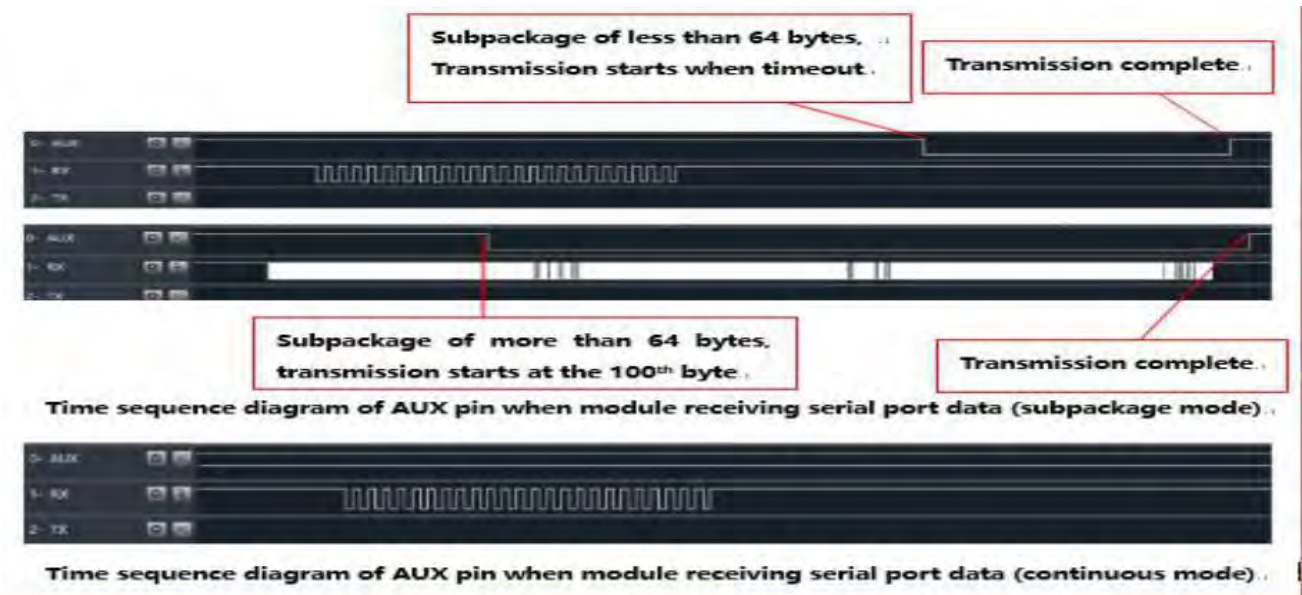 Subpackage of less than 64 bytes,
Transmission starts when timeout.
Transmission complete.
0- AUX
1- RX
2- TX
0- AUX
1- RX
2- TX
Subpackage of more than 64 bytes,
transmission starts at the 100th byte.
Transmission complete.
Time sequence diagram of AUX pin when module receiving serial port data (subpackage mode).
0- AUX
1- RX
2- TX
Time sequence diagram of AUX pin when module receiving serial port data (continuous mode).